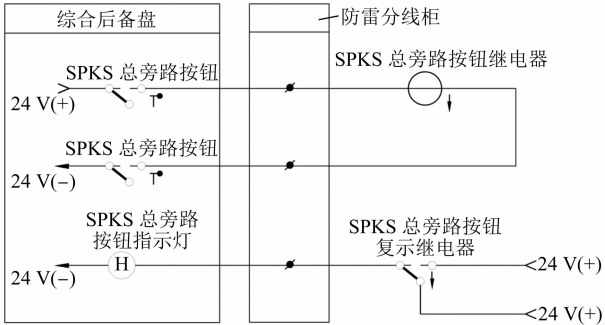 综合后备盘
防雷分线柜
SPKS 总旁路按钮
24 V(+)
SPKS 总旁路按钮继电器
SPKS 总旁路按钮
24 V(−)
SPKS 总旁路
按钮指示灯
H
24 V(−)
SPKS 总旁路按钮
复示继电器
24 V(+)
24 V(+)